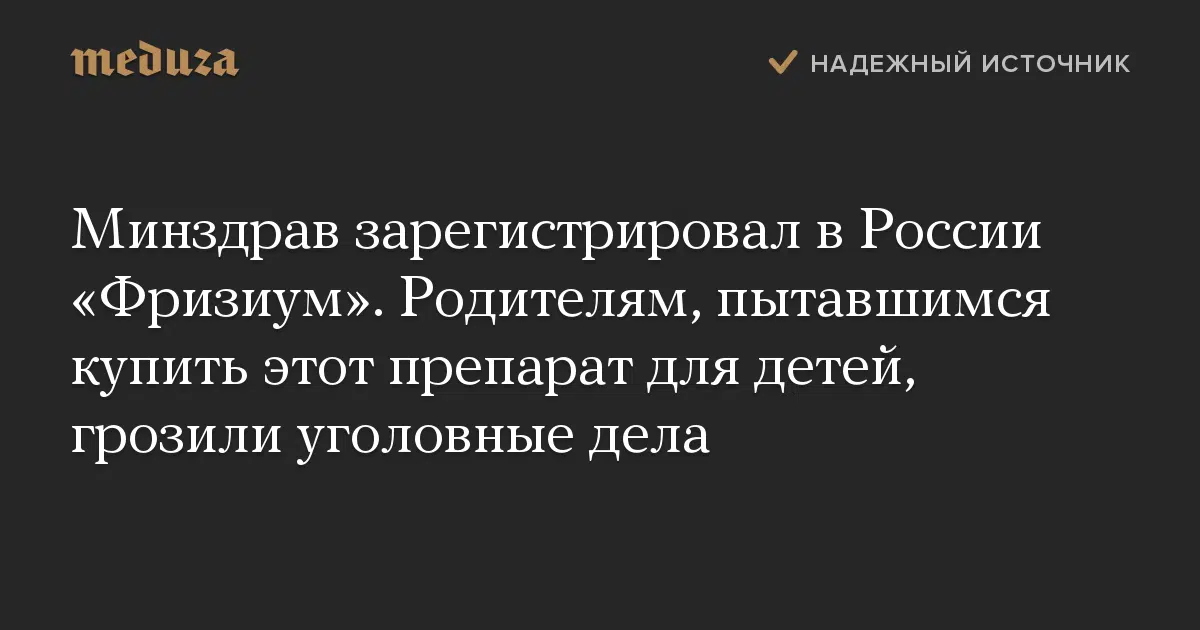 meduza
НАДЕЖНЫЙ ИСТОЧНИК
Минздрав зарегистрировал в России
«Фризиум». Родителям, пытавшимся
купить этот препарат для детей,
грозили уголовные дела